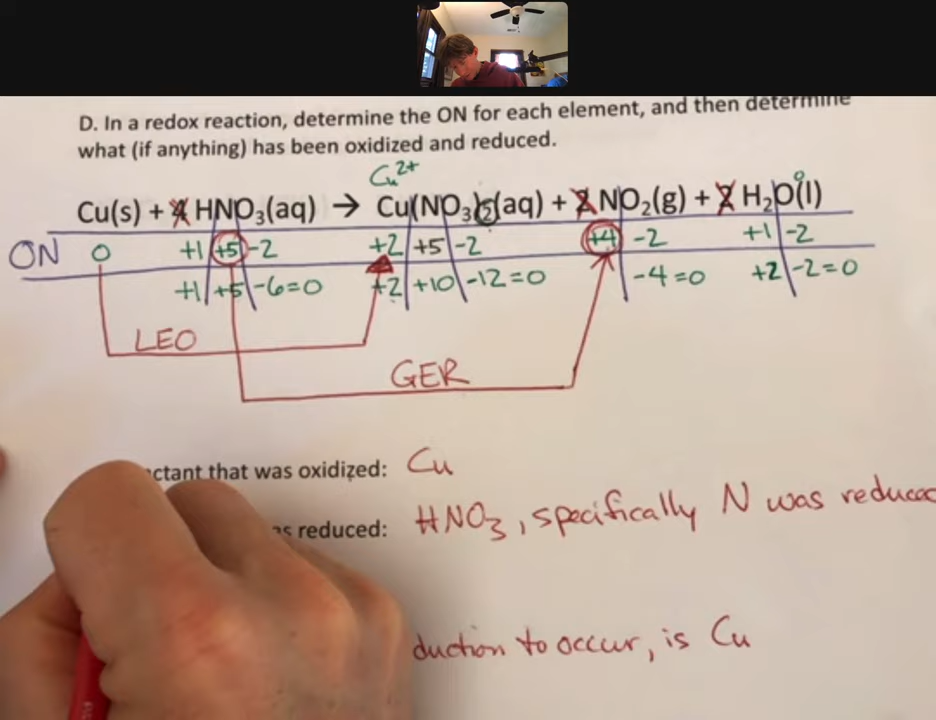 D. In a redox reaction, determine the ON for each element, and then determine
what (if anything) has been oxidized and reduced.
Cu²⁺
Cu(s) + 4 HNO₃(aq) → Cu(NO₃)₂(aq) + 2 NO₂(g) + 2 H₂O(l)
ON 0 +1 +5 -2 +2 +5 -2 +4 -2 +1 -2
+1 +5 -6=0 +2 +10 -12=0 -4=0 +2 -2=0
LEO
GER
ctant that was oxidized: Cu
s reduced: HNO₃, specifically N was reduced
duction to occur, is Cu